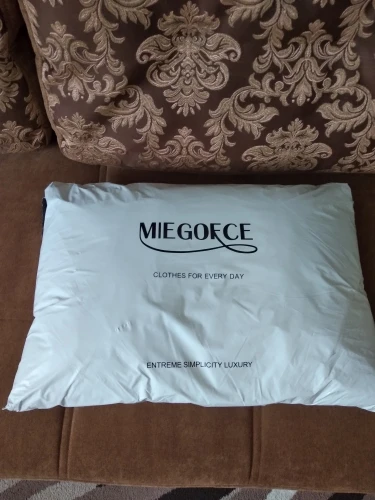 MIEGOFCE
CLOTHES FOR EVERY DAY
ENTREME SIMPLICITY LUXURY